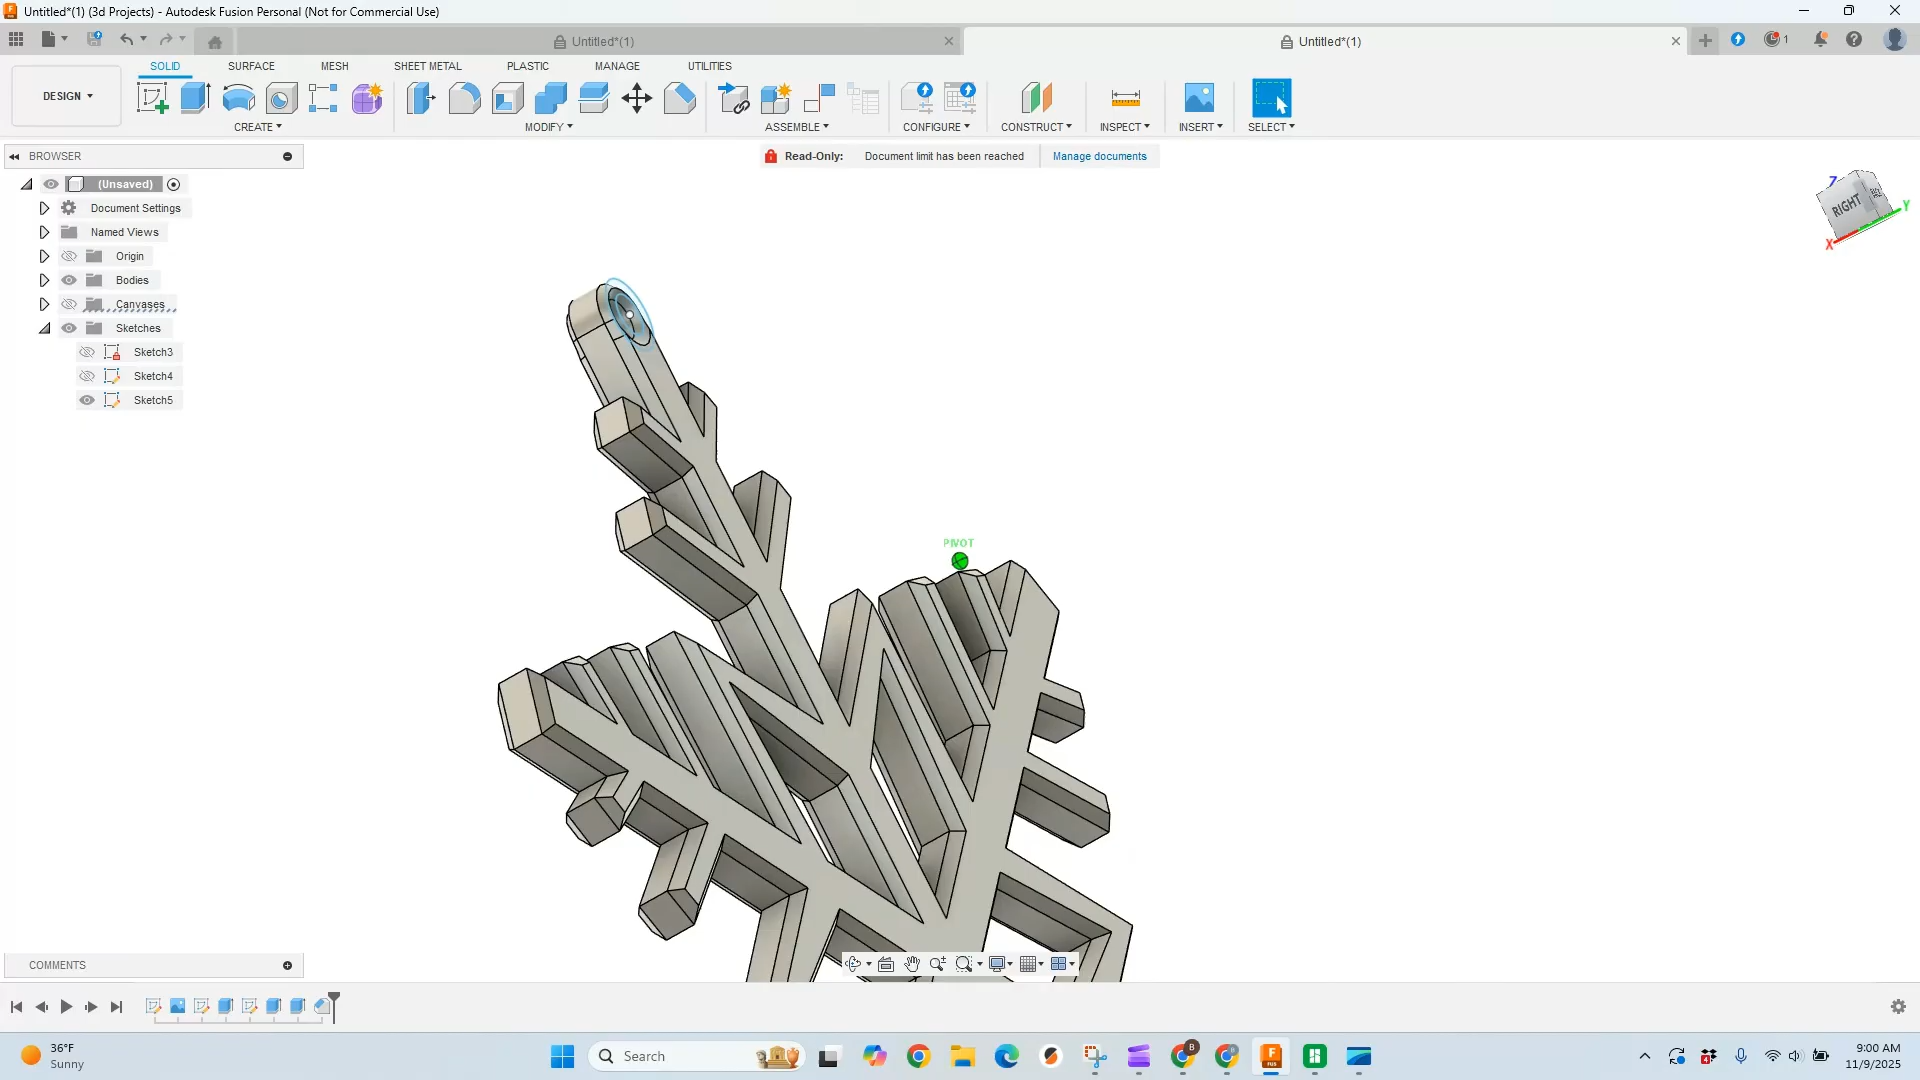 Untitled*(1) (3d Projects) - Autodesk Fusion Personal (Not for Commercial Use)
Untitled*(1)
Untitled*(1)
1
SOLID
SURFACE
MESH
SHEET METAL
PLASTIC
MANAGE
UTILITIES
DESIGN
CREATE
MODIFY
ASSEMBLE
CONFIGURE
CONSTRUCT
INSPECT
INSERT
SELECT
BROWSER
Read-Only: Document limit has been reached Manage documents
(Unsaved)
Document Settings
Named Views
Origin
Bodies
Canvases
Sketches
Sketch3
Sketch4
Sketch5
Z
RIGHT
Y
X
PIVOT
COMMENTS
36°F
Sunny
Search
9:00 AM
11/9/2025